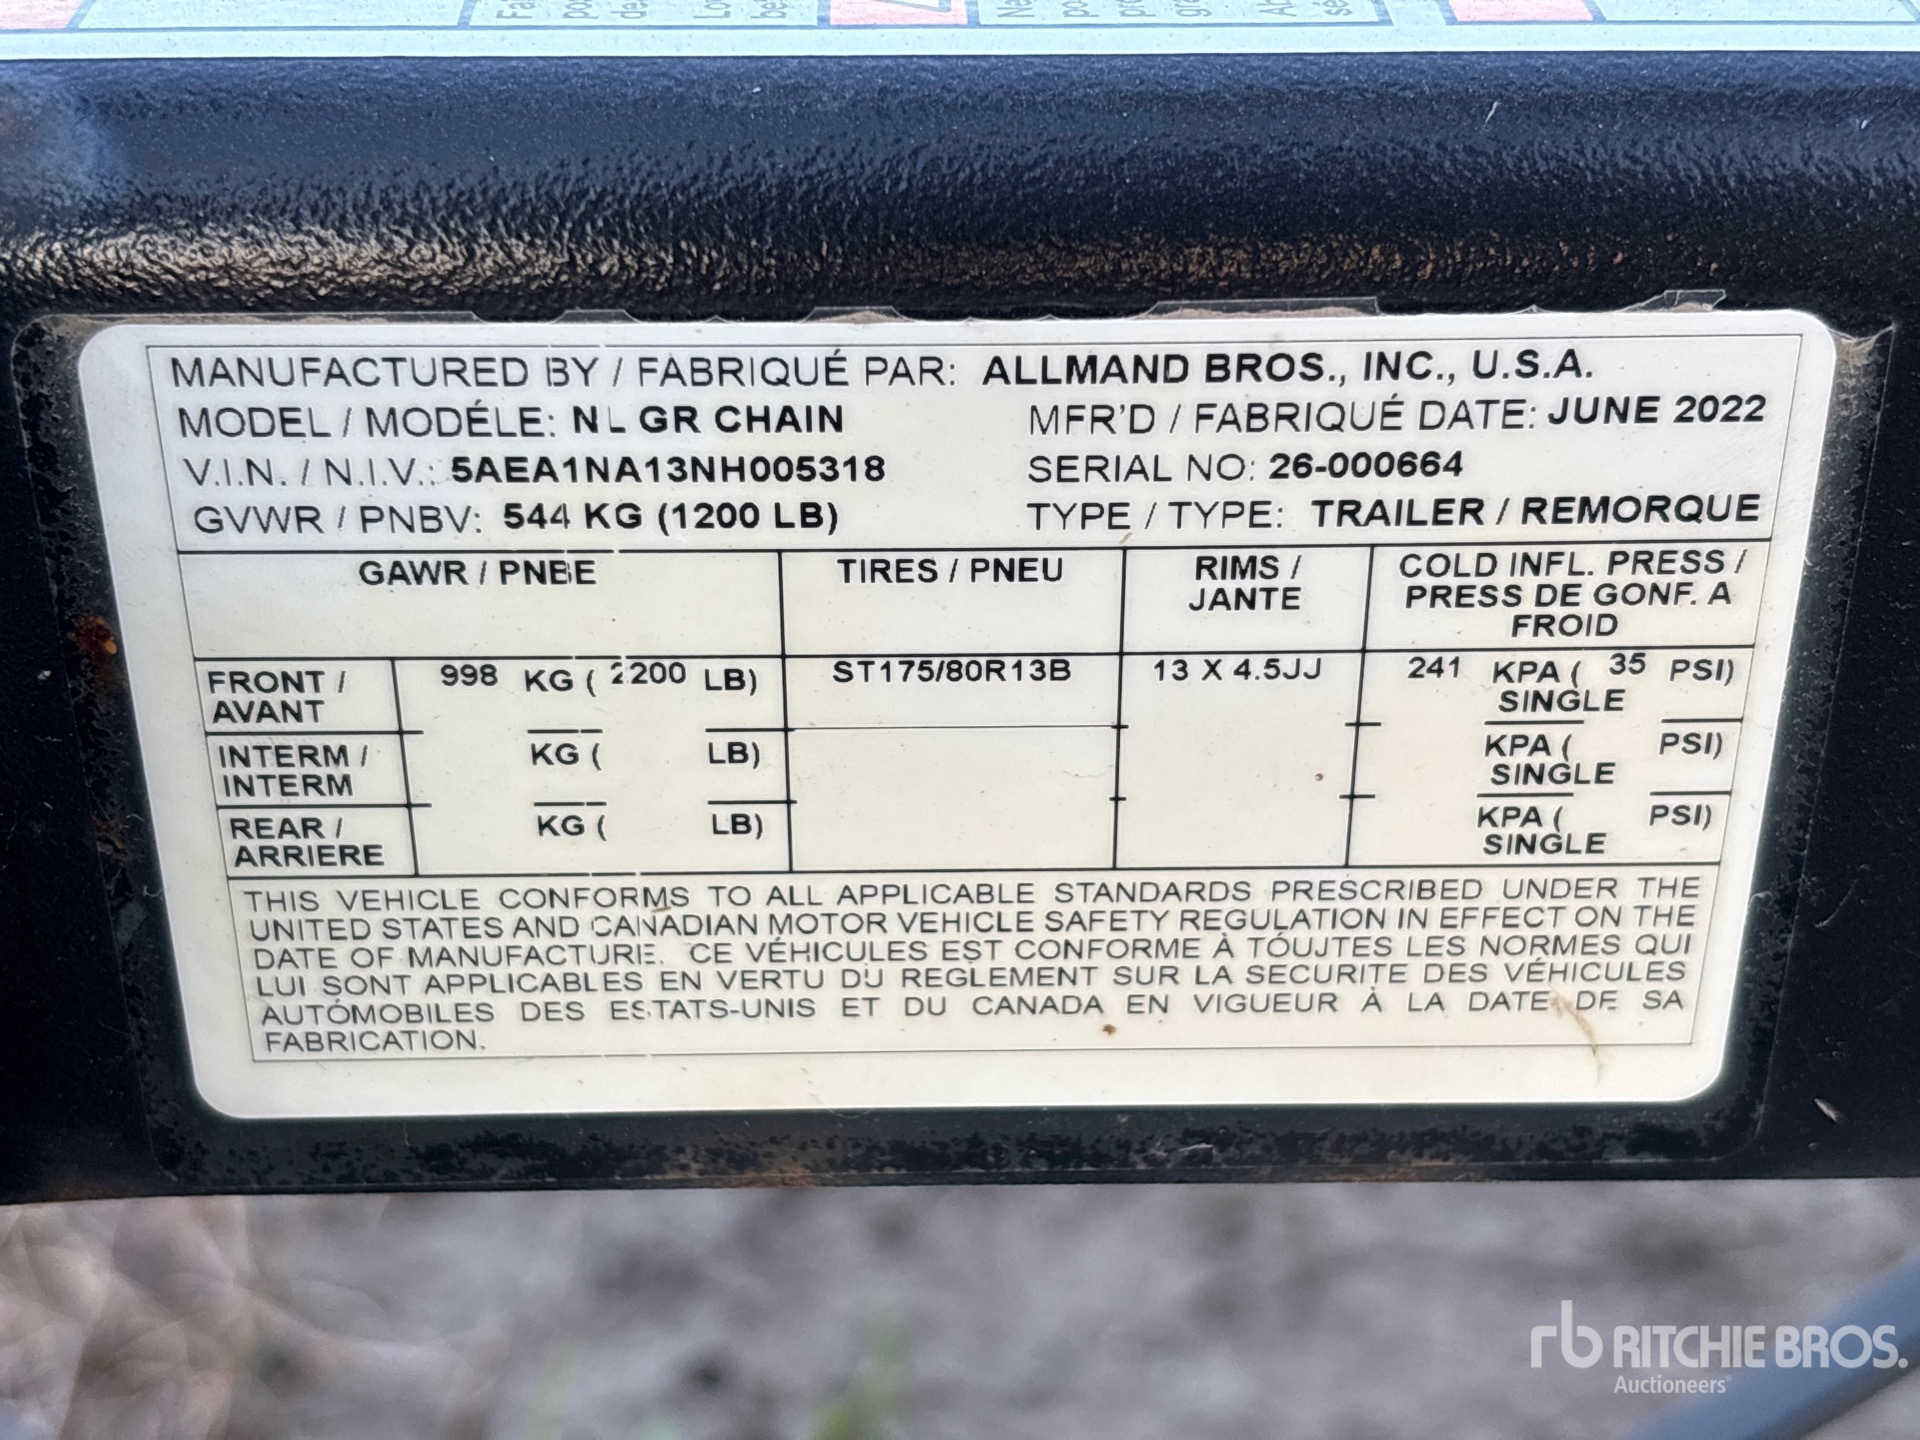 MANUFACTURED BY / FABRIQUÉ PAR: ALLMAND BROS., INC., U.S.A.
MODEL / MODÉLE: NL GR CHAIN MFR'D / FABRIQUÉ DATE: JUNE 2022
V.I.N. / N.I.V.: 5AEA1NA13NH005318 SERIAL NO: 26-000664
GVWR / PNBV: 544 KG (1200 LB) TYPE / TYPE: TRAILER / REMORQUE
GAWR / PNBE TIRES / PNEU RIMS / JANTE COLD INFL. PRESS / PRESS DE GONF. A FROID
FRONT / AVANT 998 KG ( 2200 LB) ST175/80R13B 13 X 4.5JJ 241 KPA ( 35 PSI) SINGLE
INTERM / INTERM KG ( LB) KPA ( PSI) SINGLE
REAR / ARRIERE KG ( LB) KPA ( PSI) SINGLE
THIS VEHICLE CONFORMS TO ALL APPLICABLE STANDARDS PRESCRIBED UNDER THE
UNITED STATES AND CANADIAN MOTOR VEHICLE SAFETY REGULATION IN EFFECT ON THE
DATE OF MANUFACTURE. CE VÉHICULES EST CONFORME À TÓUJTES LES NORMES QUI
LUI SONT APPLICABLES EN VERTU DU REGLEMENT SUR LA SECURITE DES VÉHICULES
AUTÓMOBILES DES ESTATS-UNIS ET DU CANADA EN VIGUEUR À LA DATE DE SA
FABRICATION.
rb RITCHIE BROS.
Auctioneers